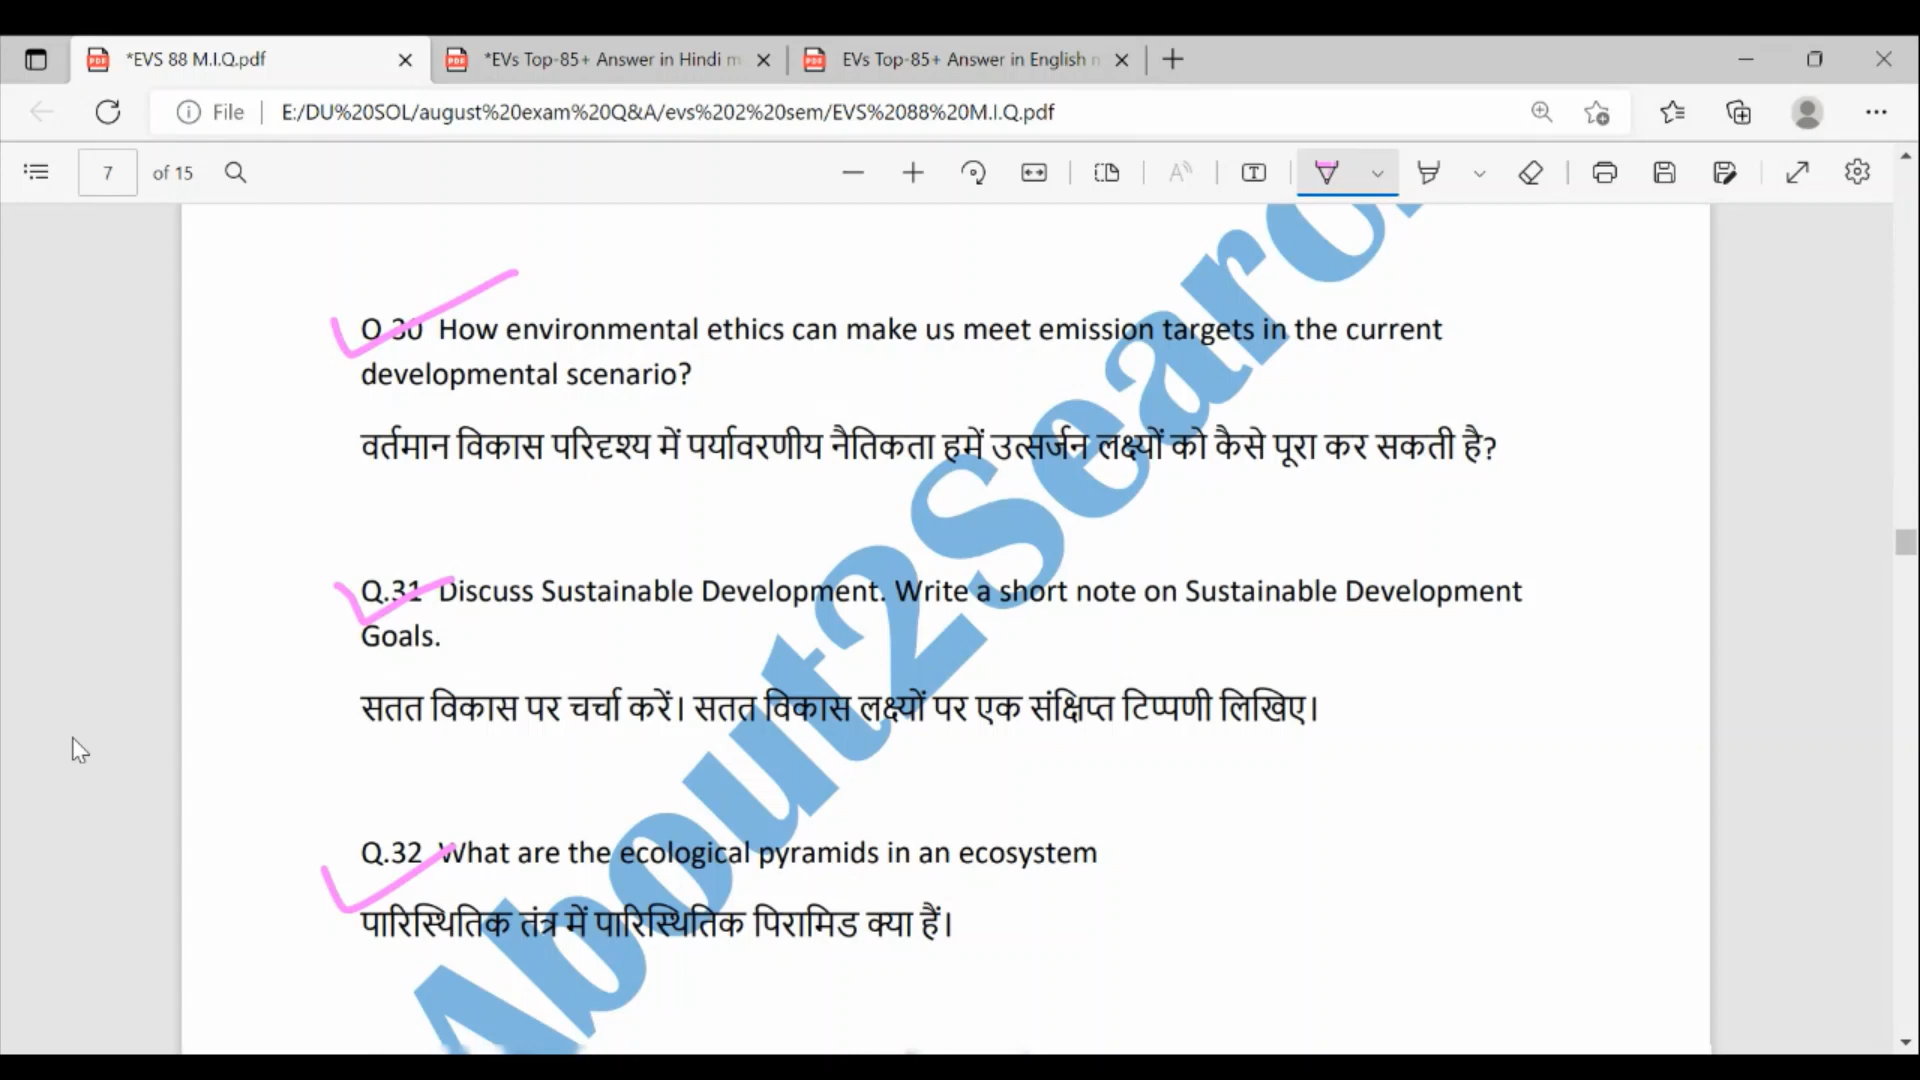 *EVS 88 M.I.Q.pdf
*EVs Top-85+ Answer in Hindi m
EVs Top-85+ Answer in English n
File
E:/DU%20SOL/august%20exam%20Q&A/evs%202%20sem/EVS%2088%20M.I.Q.pdf
7 of 15
Q.30 How environmental ethics can make us meet emission targets in the current
developmental scenario?
वर्तमान विकास परिदृश्य में पर्यावरणीय नैतिकता हमें उत्सर्जन लक्ष्यों को कैसे पूरा कर सकती है?
Q.31 Discuss Sustainable Development. Write a short note on Sustainable Development
Goals.
सतत विकास पर चर्चा करें। सतत विकास लक्ष्यों पर एक संक्षिप्त टिप्पणी लिखिए।
Q.32 What are the ecological pyramids in an ecosystem
पारिस्थितिक तंत्र में पारिस्थितिक पिरामिड क्या हैं।
About2Searc